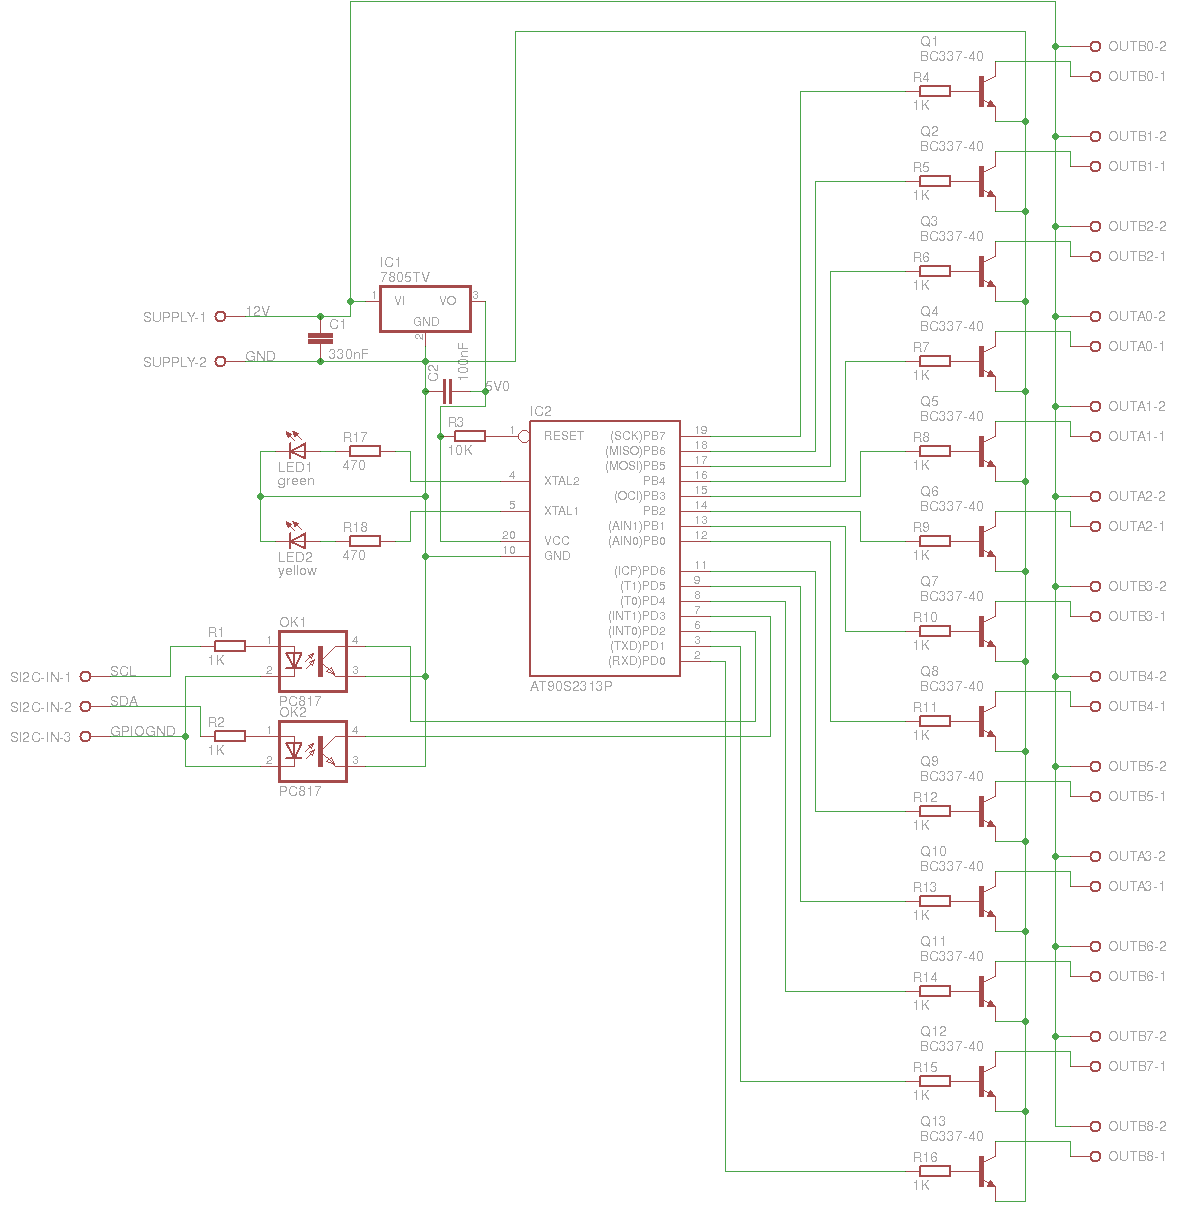 Q1
BC337-40
OUTB0-2
OUTB0-1
R4
1K
Q2
BC337-40
OUTB1-2
OUTB1-1
R5
1K
Q3
BC337-40
OUTB2-2
OUTB2-1
R6
1K
Q4
BC337-40
OUTA0-2
OUTA0-1
R7
1K
Q5
BC337-40
OUTA1-2
OUTA1-1
R8
1K
Q6
BC337-40
OUTA2-2
OUTA2-1
R9
1K
Q7
BC337-40
OUTB3-2
OUTB3-1
R10
1K
Q8
BC337-40
OUTB4-2
OUTB4-1
R11
1K
Q9
BC337-40
OUTB5-2
OUTB5-1
R12
1K
Q10
BC337-40
OUTA3-2
OUTA3-1
R13
1K
Q11
BC337-40
OUTB6-2
OUTB6-1
R14
1K
Q12
BC337-40
OUTB7-2
OUTB7-1
R15
1K
Q13
BC337-40
OUTB8-2
OUTB8-1
R16
1K
IC1
7805TV
1
VI
VO
3
GND
2
SUPPLY-1
12V
C1
330nF
SUPPLY-2
GND
C2
100nF
5V0
R3
10K
IC2
1
RESET
4
XTAL2
5
XTAL1
20
VCC
10
GND
(SCK)PB7
19
(MISO)PB6
18
(MOSI)PB5
17
PB4
16
(OCI)PB3
15
PB2
14
(AIN1)PB1
13
(AIN0)PB0
12
(ICP)PD6
11
(T1)PD5
9
(T0)PD4
8
(INT1)PD3
7
(INT0)PD2
6
(TXD)PD1
3
(RXD)PD0
2
AT90S2313P
R17
470
LED1
green
R18
470
LED2
yellow
OK1
R1
1K
1
2
4
3
PC817
SI2C-IN-1
SCL
SI2C-IN-2
SDA
SI2C-IN-3
GPIOGND
OK2
R2
1K
1
2
4
3
PC817